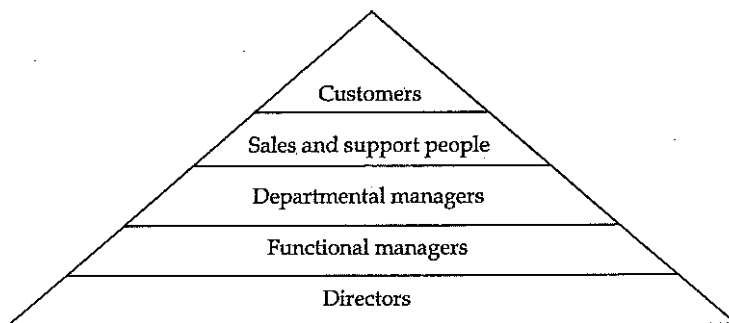 Customers
Sales and support people
Departmental managers
Functional managers
Directors